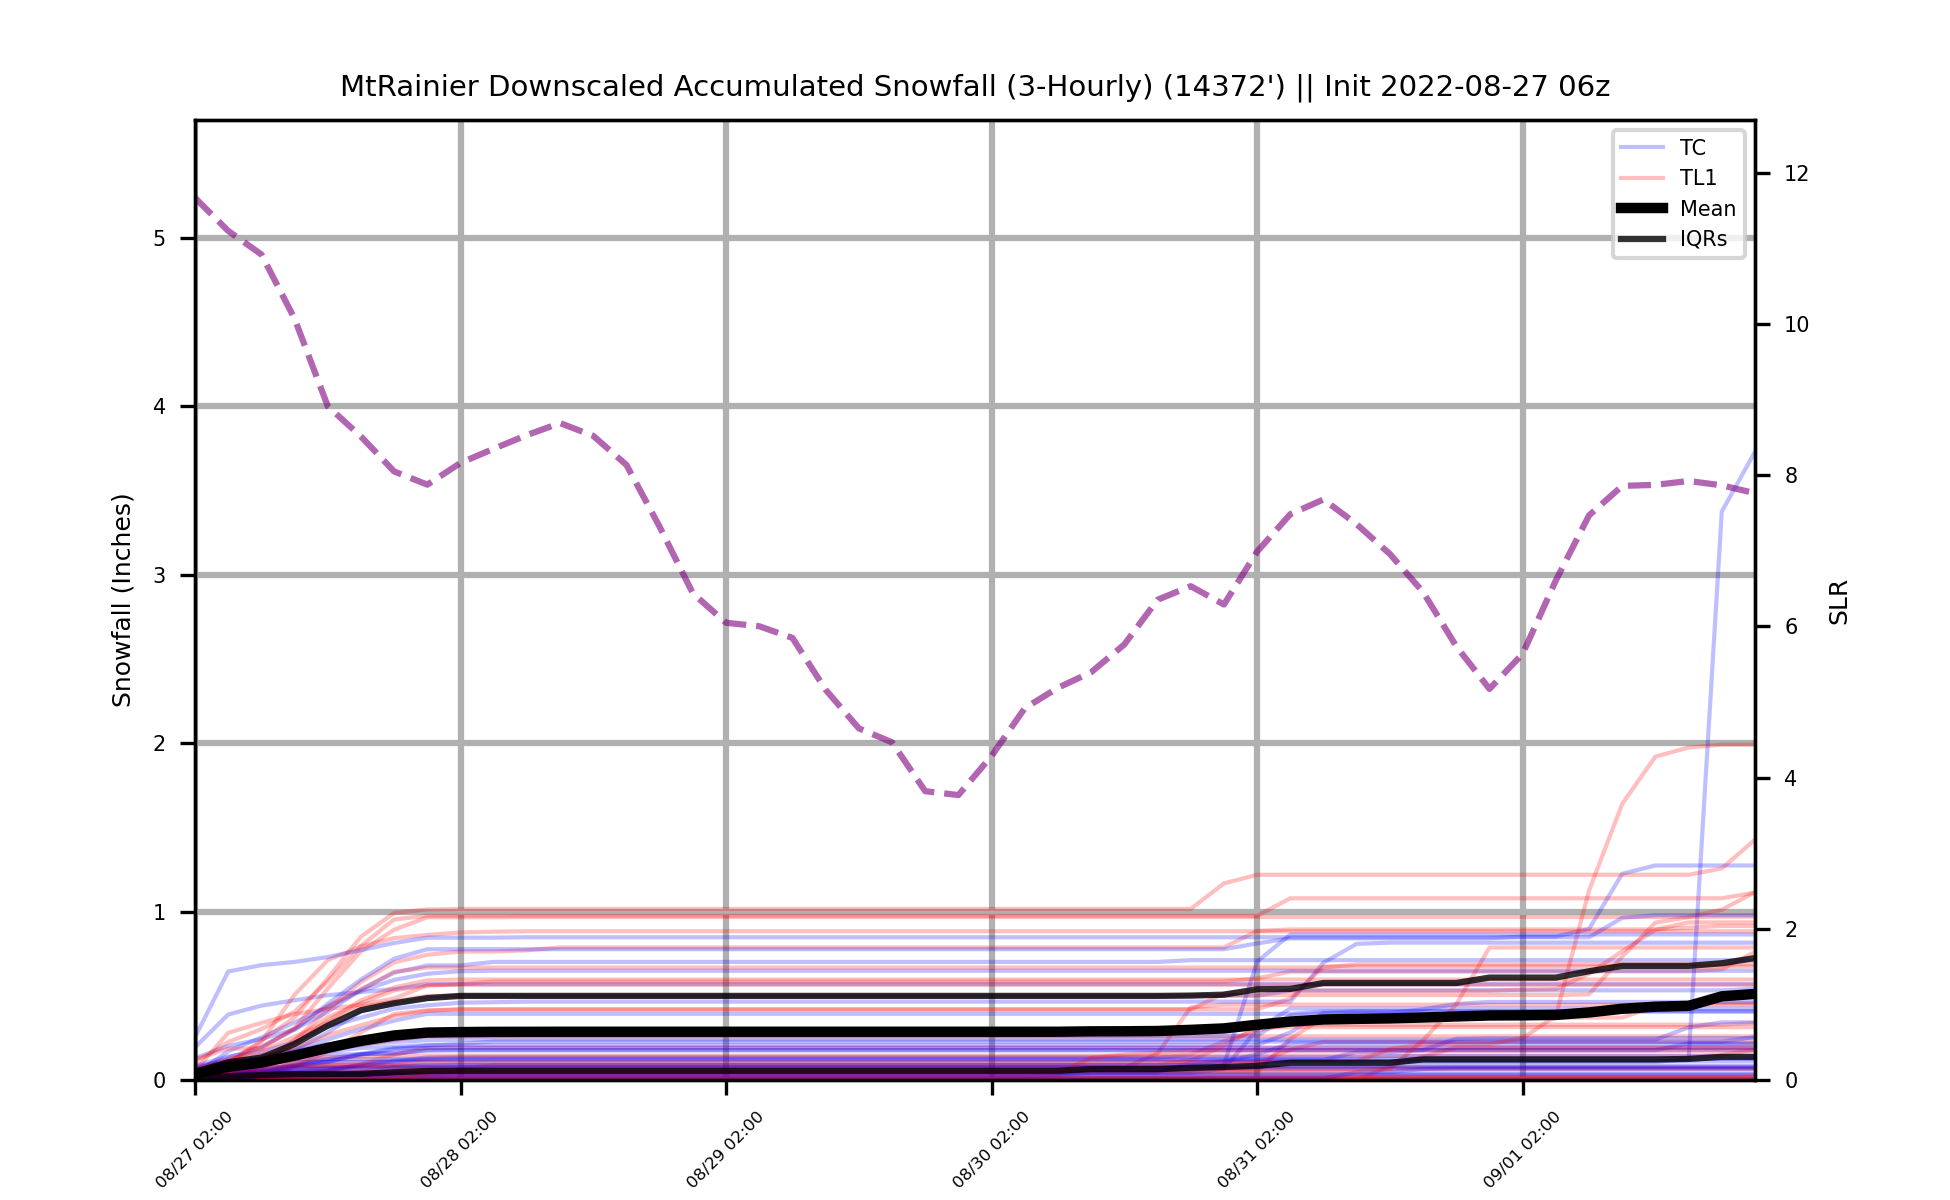 MtRainier Downscaled Accumulated Snowfall (3-Hourly) (14372') || Init 2022-08-27 06z
TC
TL1
Mean
IQRs
Snowfall (Inches)
5
4
3
2
1
0
SLR
12
10
8
6
4
2
0
08/27 02:00
08/28 02:00
08/29 02:00
08/30 02:00
08/31 02:00
09/01 02:00